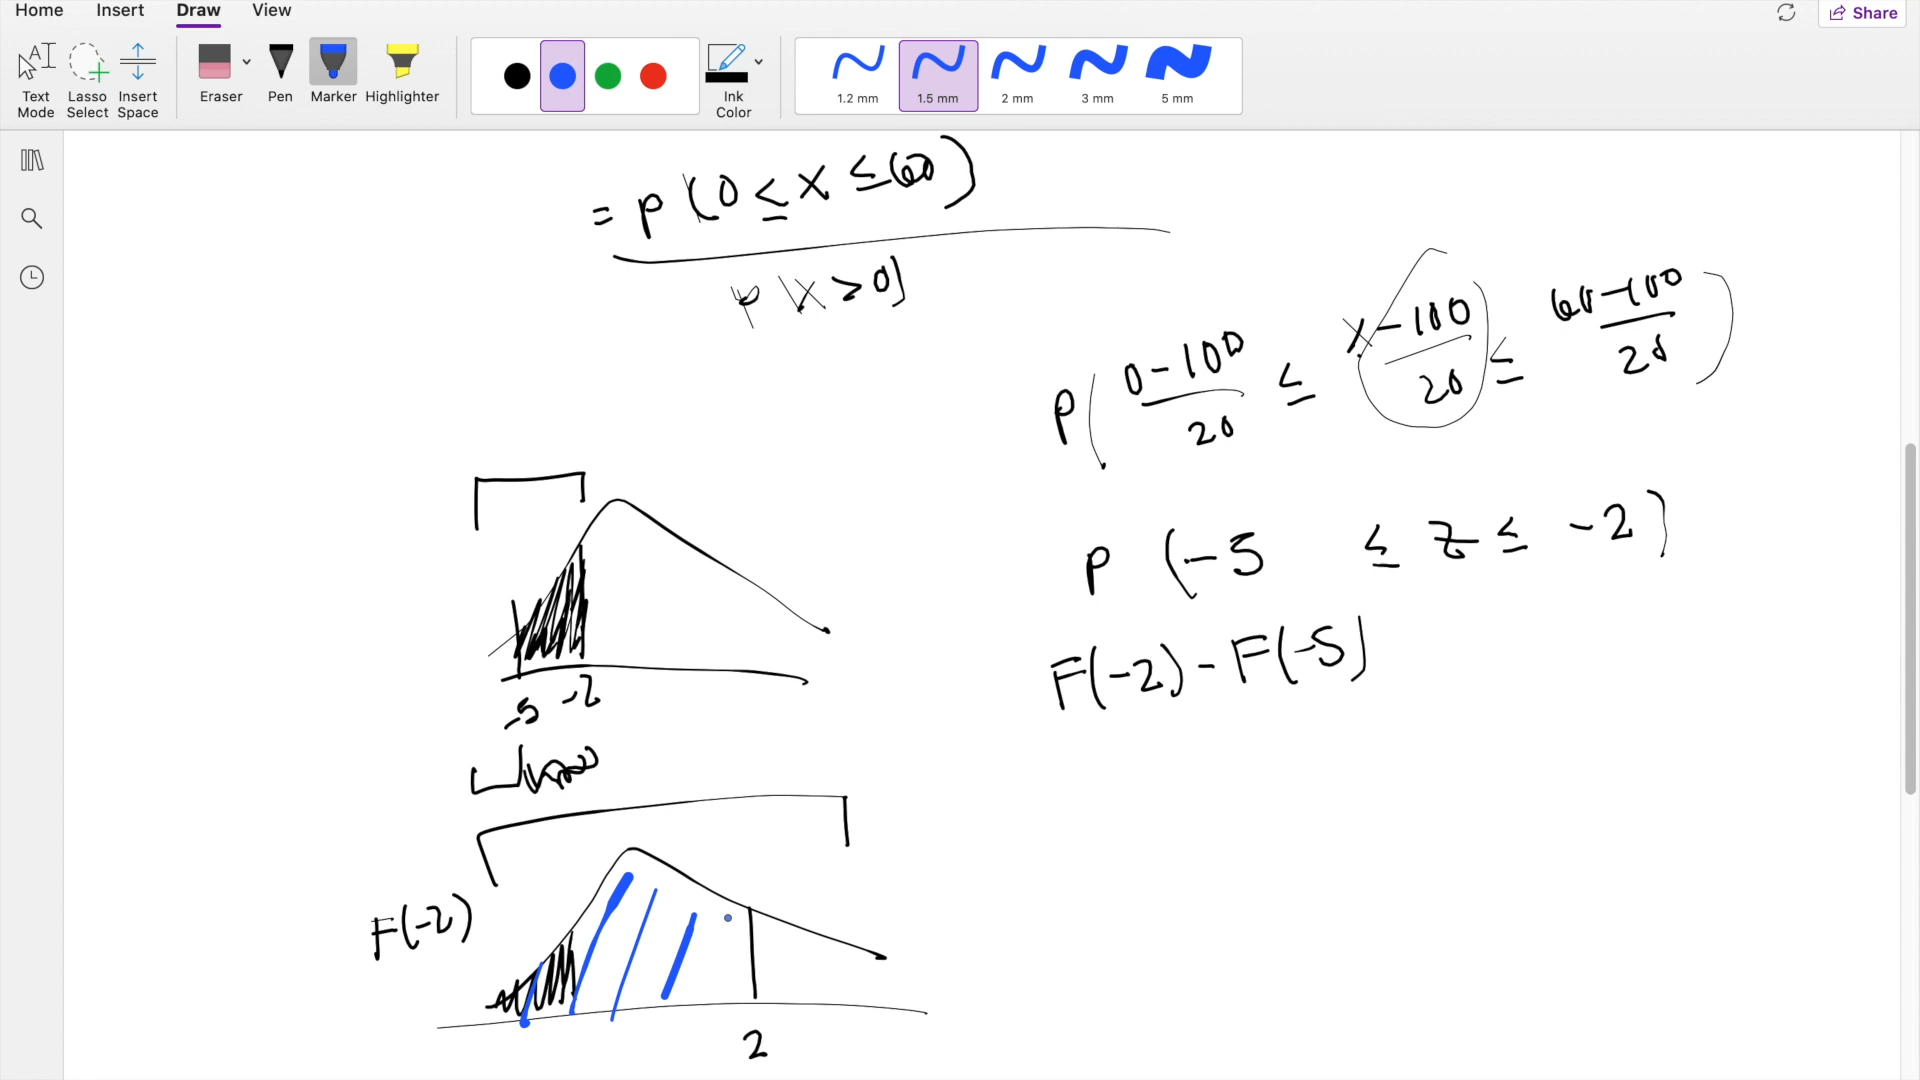 Home Insert Draw View
Share
Text Mode
Lasso Select
Insert Space
Eraser
Pen
Marker
Highlighter
Ink Color
1.2 mm
1.5 mm
2 mm
3 mm
5 mm
= P (0 ≤ X ≤ 60)
P (X ≥ 0)
P( 0-100/20 ≤ X-100/20 ≤ 60-100/20 )
P (-5 ≤ Z ≤ -2)
F(-2) - F(-5)
-5 -2
F(-2)
2